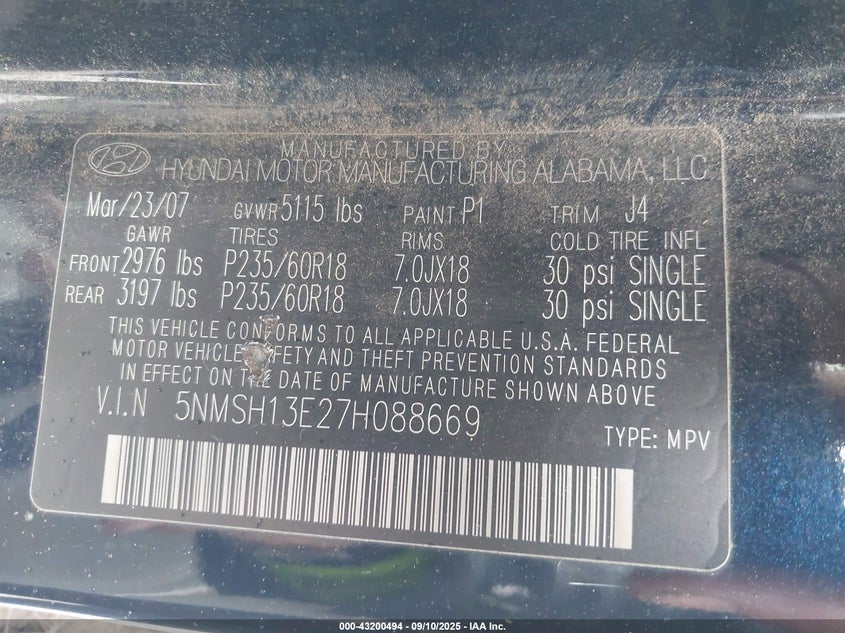 MANUFACTURED BY
HYUNDAI MOTOR MANUFACTURING ALABAMA, LLC
Mar/23/07 GVWR 5115 lbs PAINT P1 TRIM J4
GAWR TIRES RIMS COLD TIRE INFL
FRONT 2976 lbs P235/60R18 7.0JX18 30 psi SINGLE
REAR 3197 lbs P235/60R18 7.0JX18 30 psi SINGLE
THIS VEHICLE CONFORMS TO ALL APPLICABLE U.S.A. FEDERAL
MOTOR VEHICLE SAFETY AND THEFT PREVENTION STANDARDS
IN EFFECT ON THE DATE OF MANUFACTURE SHOWN ABOVE
V.I.N 5NMSH13E27H088669 TYPE: MPV
000-43200494 - 09/10/2025 - IAA Inc.